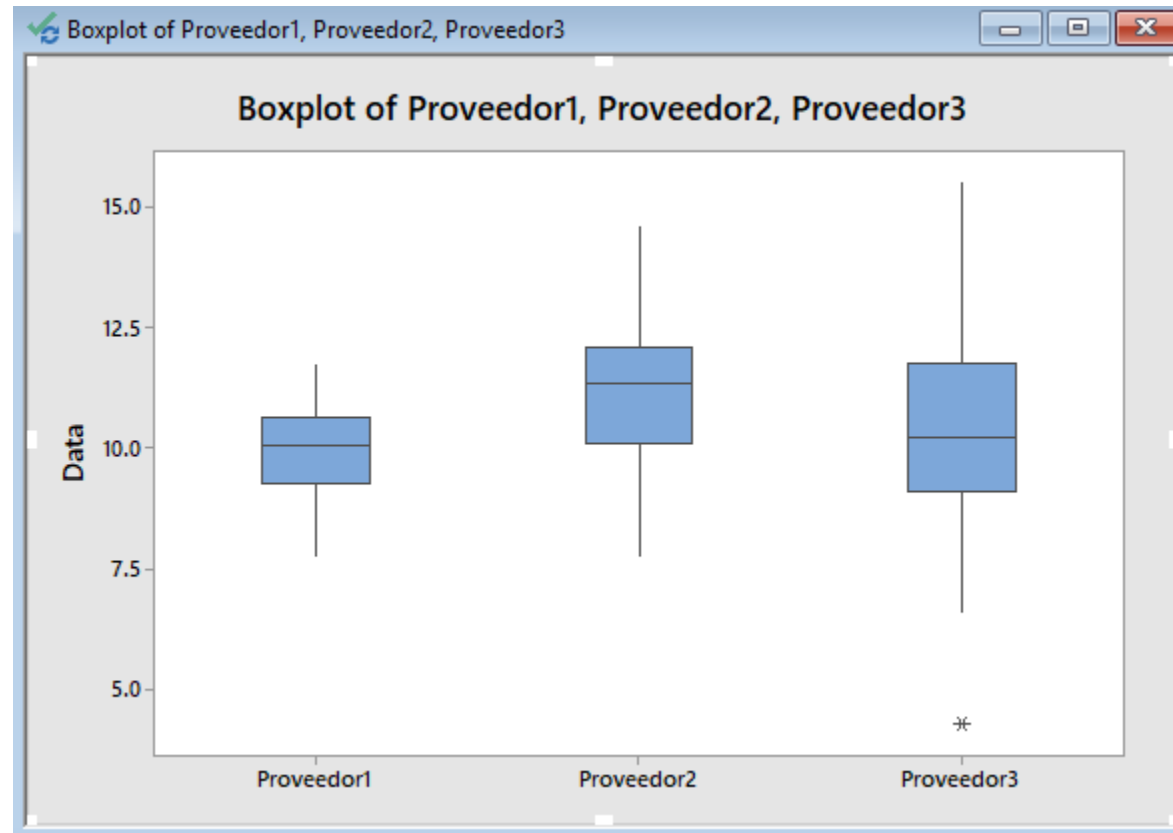 Boxplot of Proveedor1, Proveedor2, Proveedor3
Boxplot of Proveedor1, Proveedor2, Proveedor3
15.0
12.5
10.0
7.5
5.0
Data
Proveedor1 Proveedor2 Proveedor3